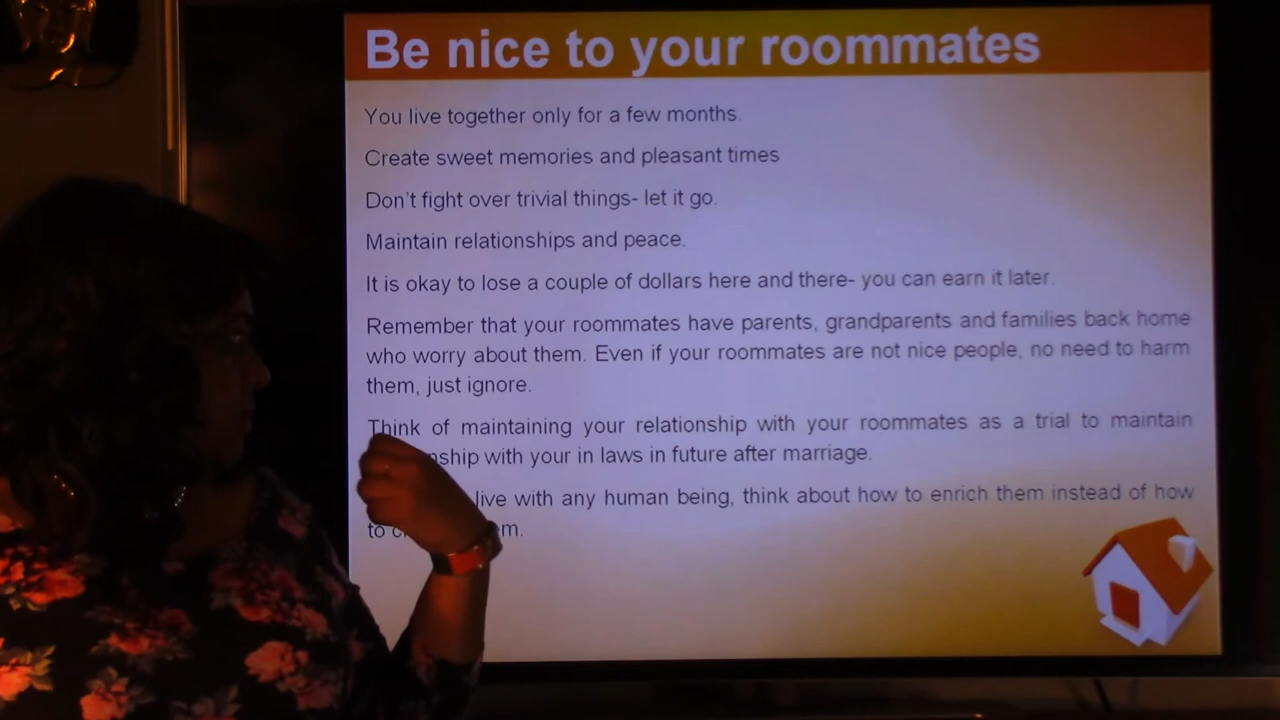 Be nice to your roommates
You live together only for a few months.
Create sweet memories and pleasant times
Don't fight over trivial things- let it go.
Maintain relationships and peace.
It is okay to lose a couple of dollars here and there- you can earn it later.
Remember that your roommates have parents, grandparents and families back home
who worry about them. Even if your roommates are not nice people, no need to harm
them, just ignore.
Think of maintaining your relationship with your roommates as a trial to maintain
with your in laws in future after marriage.
live with any human being, think about how to enrich them instead of how
to